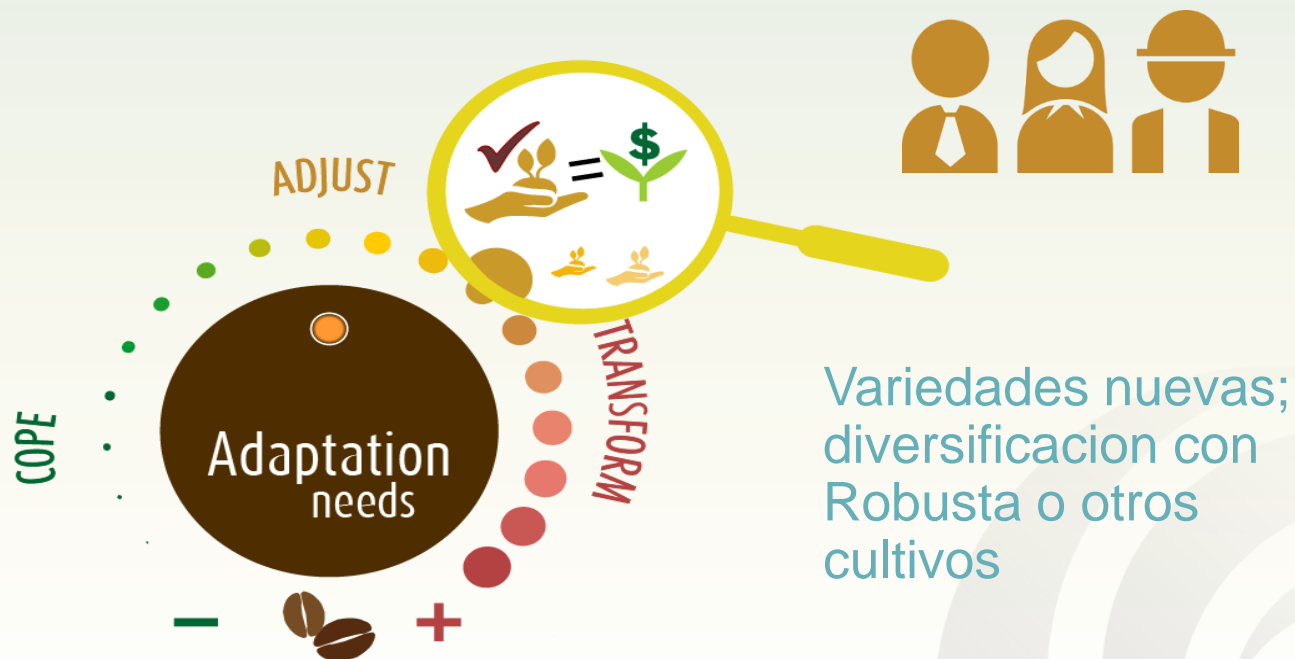 ADJUST
$
=
TRANSFORM
COPE
Adaptation
needs
Variedades nuevas;
diversificacion con
Robusta o otros
cultivos
− +